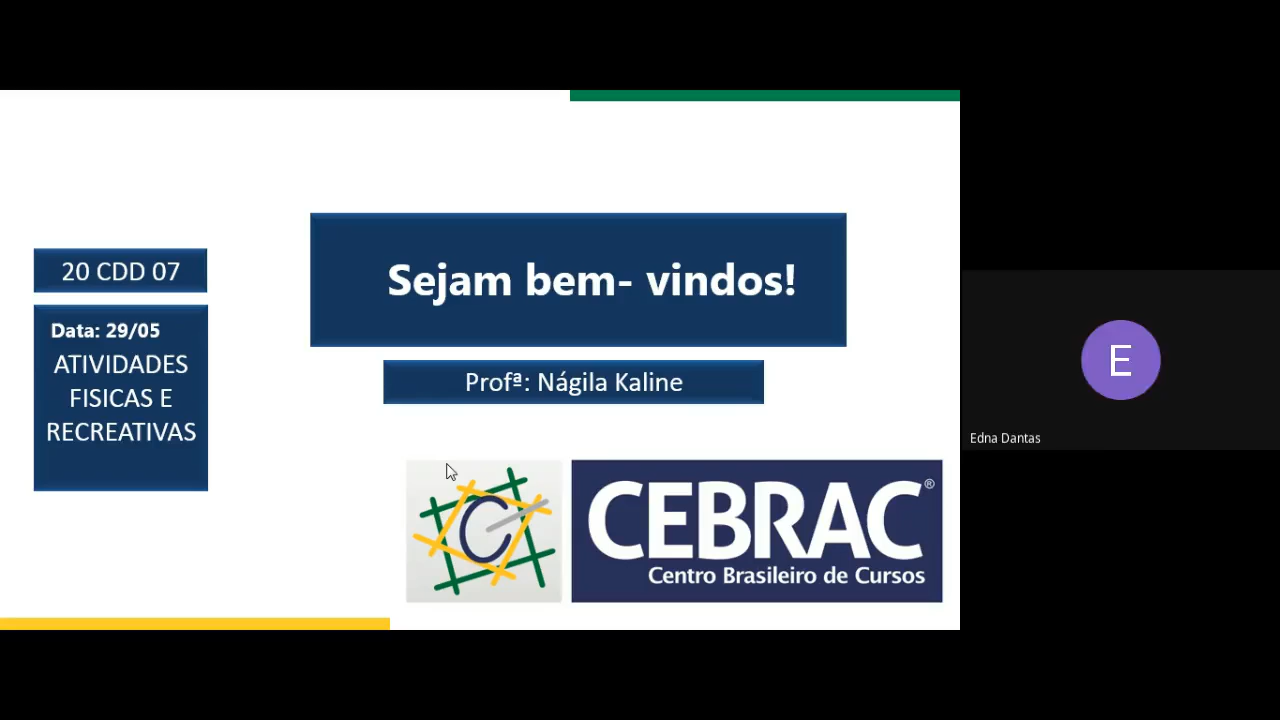 20 CDD 07
Data: 29/05
ATIVIDADES
FISICAS E
RECREATIVAS
Sejam bem- vindos!
Profª: Nágila Kaline
CEBRAC®
Centro Brasileiro de Cursos
E
Edna Dantas